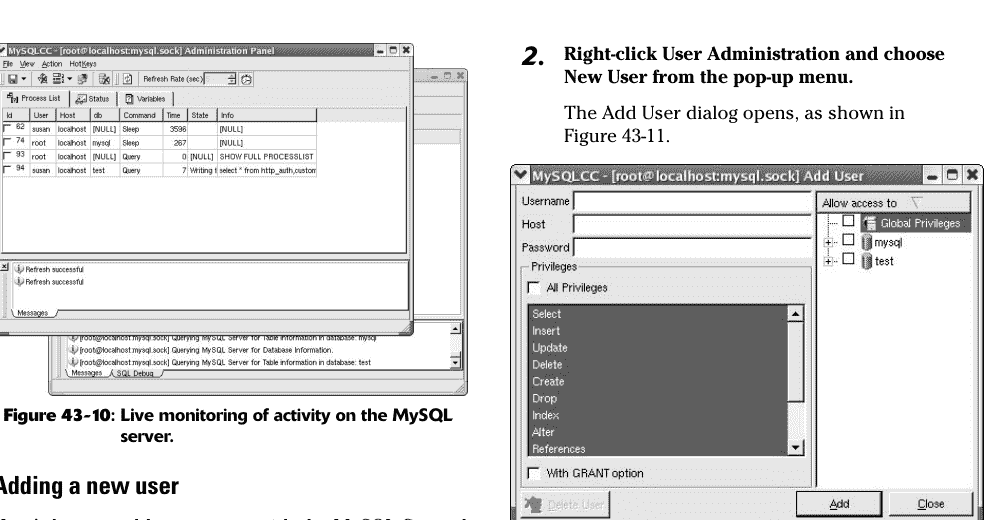 MySQLCC - [root@localhost:mysql.sock] Administration Panel
File View Action HotKeys
Refresh Rate (sec)
Process List Status Variables
Id User Host db Command Time State Info
62 susan localhost [NULL] Sleep 3596 [NULL]
74 root localhost mysql Sleep 267 [NULL]
93 root localhost [NULL] Query 0 [NULL] SHOW FULL PROCESSLIST
94 susan localhost test Query 7 Writing t select * from http_auth,custom
Refresh successful
Refresh successful
Messages
[root@localhost:mysql.sock] Querying MySQL Server for Table information in database: mysql
[root@localhost:mysql.sock] Querying MySQL Server for Database Information.
[root@localhost:mysql.sock] Querying MySQL Server for Table information in database: test
Messages SQL Debug
Figure 43-10: Live monitoring of activity on the MySQL
server.
Adding a new user
2. Right-click User Administration and choose
New User from the pop-up menu.
The Add User dialog opens, as shown in
Figure 43-11.
MySQLCC - [root@localhost:mysql.sock] Add User
Username
Host
Password
Privileges
All Privileges
Select
Insert
Update
Delete
Create
Drop
Index
Alter
References
With GRANT option
Allow access to
Global Privileges
mysql
test
Delete User
Add Close